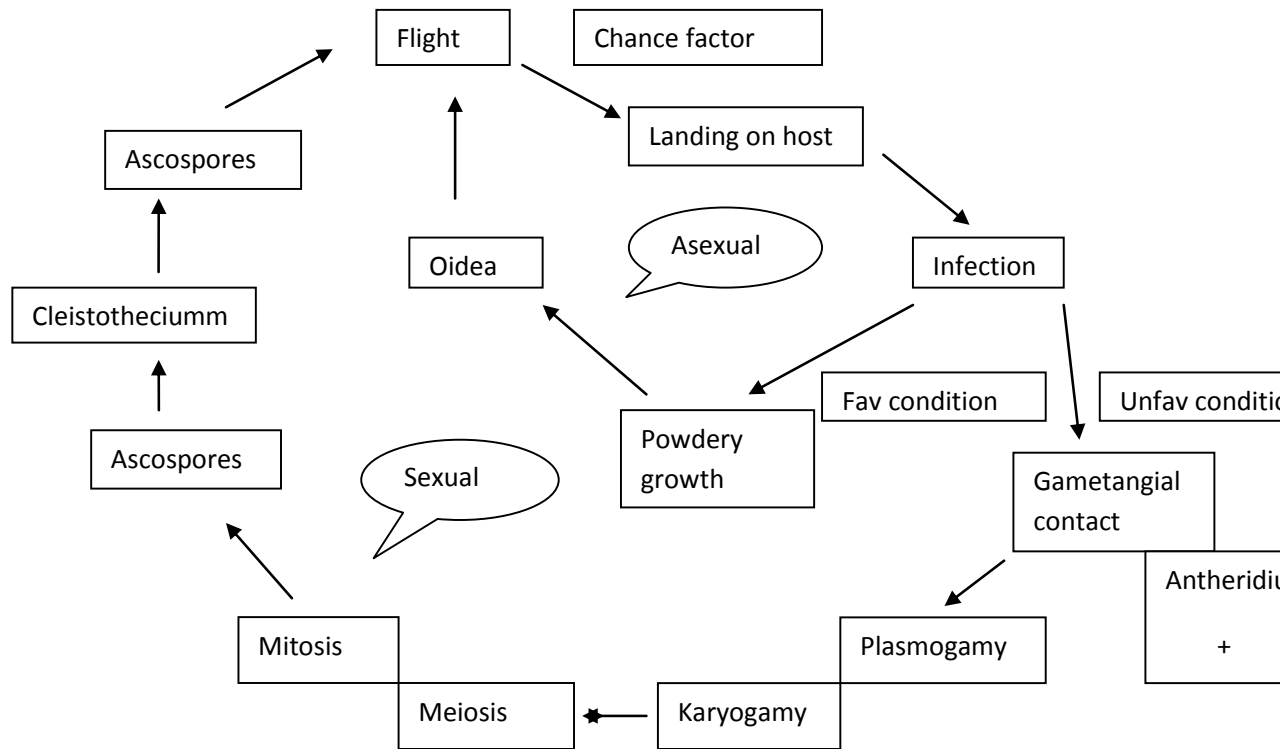 Flight
Chance factor
Landing on host
Ascospores
Asexual
Oidea
Infection
Cleistotheciumm
Fav condition
Powdery
growth
Ascospores
Sexual
Gametangial
contact
Mitosis
Plasmogamy
+
Meiosis
Karyogamy
Unfav